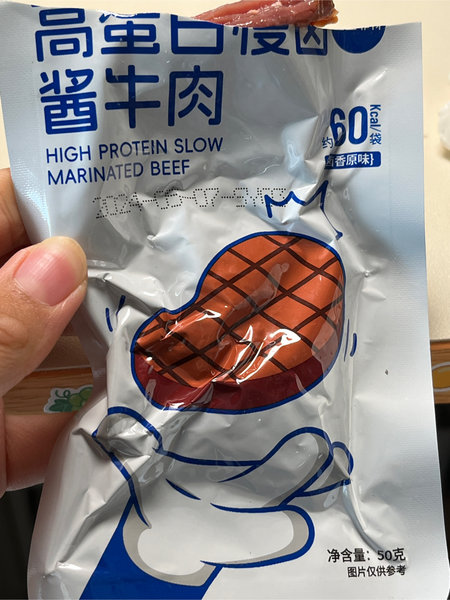 高蛋白慢卤
酱牛肉
HIGH PROTEIN SLOW
MARINATED BEEF
约60Kcal/袋
卤香原味}
净含量：50克
图片仅供参考